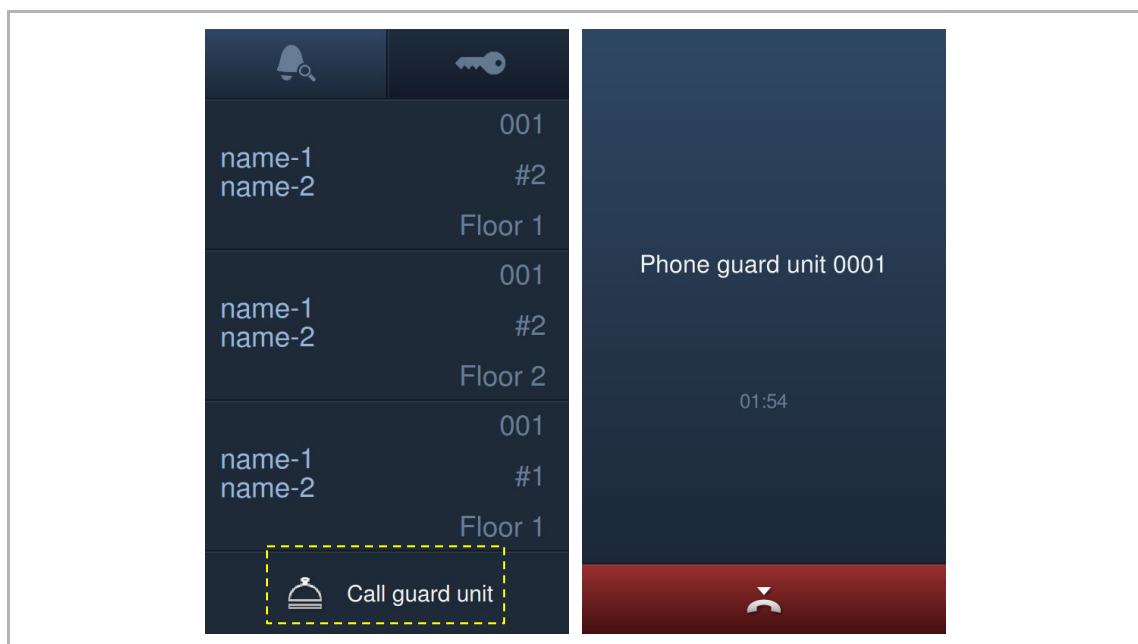 001
name-1
name-2
#2
Floor 1
001
name-1
name-2
#2
Floor 2
001
name-1
name-2
#1
Floor 1
Call guard unit
Phone guard unit 0001
01:54